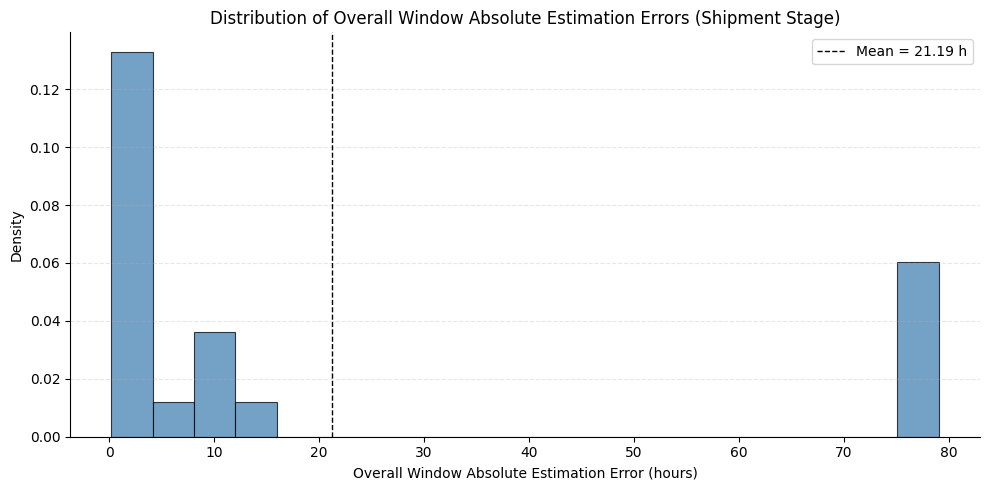 Distribution of Overall Window Absolute Estimation Errors (Shipment Stage)
Mean = 21.19 h
Density
0.12
0.10
0.08
0.06
0.04
0.02
0.00
0 10 20 30 40 50 60 70 80
Overall Window Absolute Estimation Error (hours)